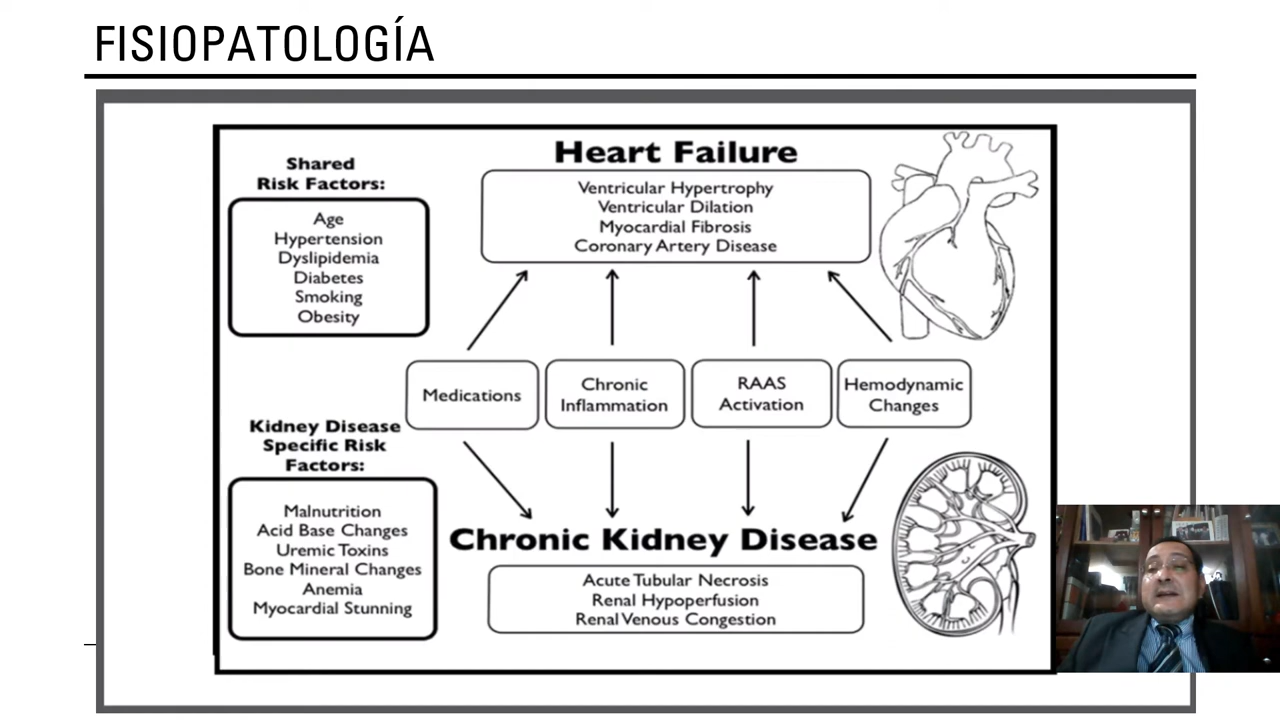 FISIOPATOLOGÍA
Shared
Risk Factors:
Age
Hypertension
Dyslipidemia
Diabetes
Smoking
Obesity
Heart Failure
Ventricular Hypertrophy
Ventricular Dilation
Myocardial Fibrosis
Coronary Artery Disease
Medications
Chronic
Inflammation
RAAS
Activation
Hemodynamic
Changes
Kidney Disease
Specific Risk
Factors:
Malnutrition
Acid Base Changes
Uremic Toxins
Bone Mineral Changes
Anemia
Myocardial Stunning
Chronic Kidney Disease
Acute Tubular Necrosis
Renal Hypoperfusion
Renal Venous Congestion